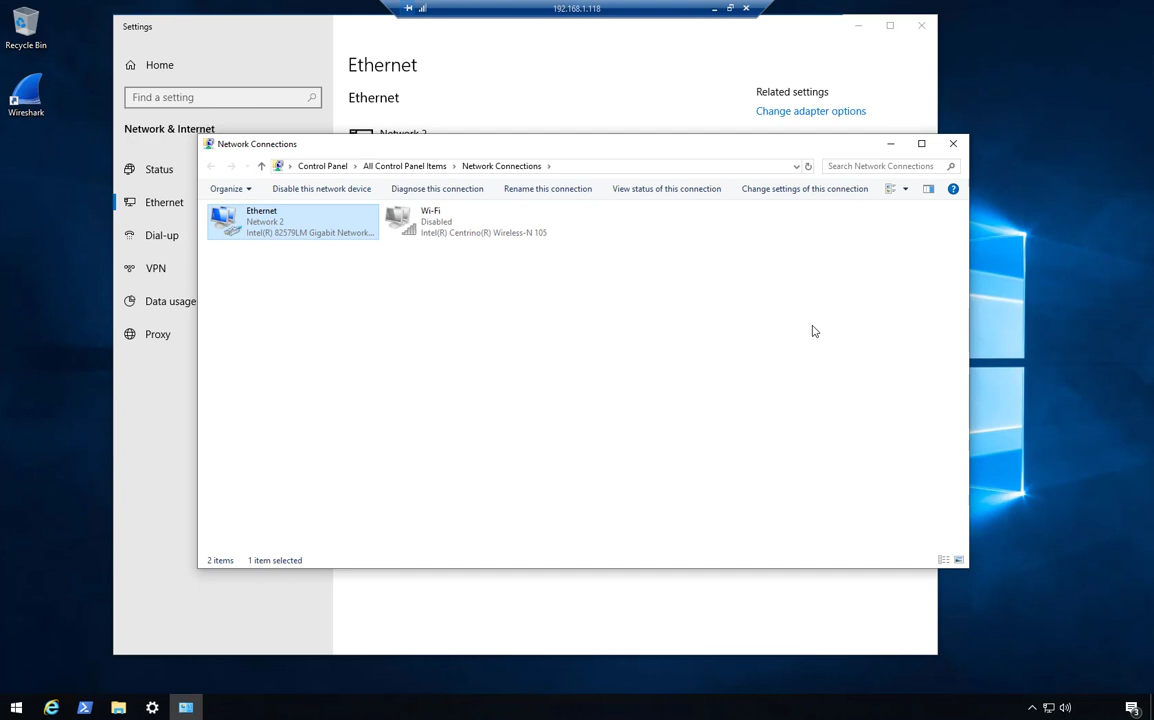 192.168.1.118
Recycle Bin
Wireshark
Settings
Home
Find a setting
Network & Internet
Status
Ethernet
Dial-up
VPN
Data usage
Proxy
Ethernet
Ethernet
Related settings
Change adapter options
Network Connections
Control Panel > All Control Panel Items > Network Connections >
Search Network Connections
Organize Disable this network device Diagnose this connection Rename this connection View status of this connection Change settings of this connection
Ethernet
Network 2
Intel(R) 82579LM Gigabit Network...
Wi-Fi
Disabled
Intel(R) Centrino(R) Wireless-N 105
2 items 1 item selected
3